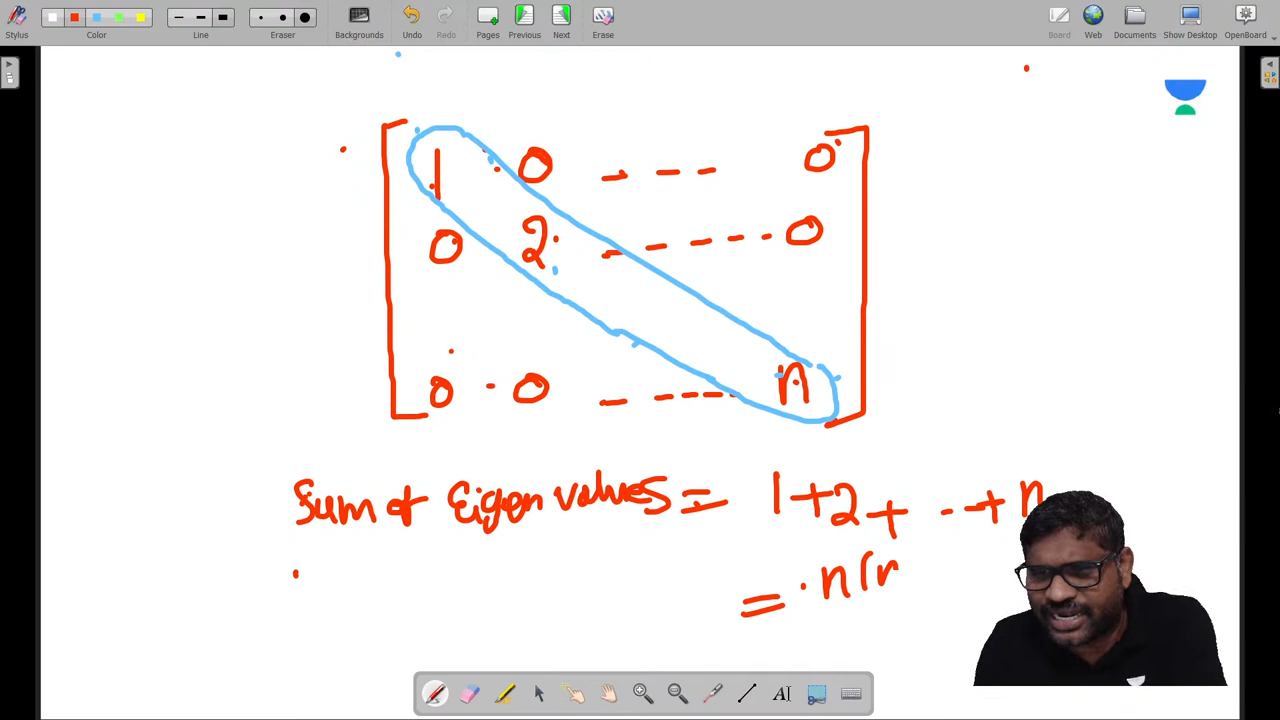 Stylus Color Line Eraser Backgrounds Undo Redo Pages Previous Next Erase Board Web Documents Show Desktop OpenBoard
1 0 - - - - 0
0 2 - - - - - 0
0 0 - - - - - n
Sum of Eigen values = 1+2+ ..+ n
= n(n
AI